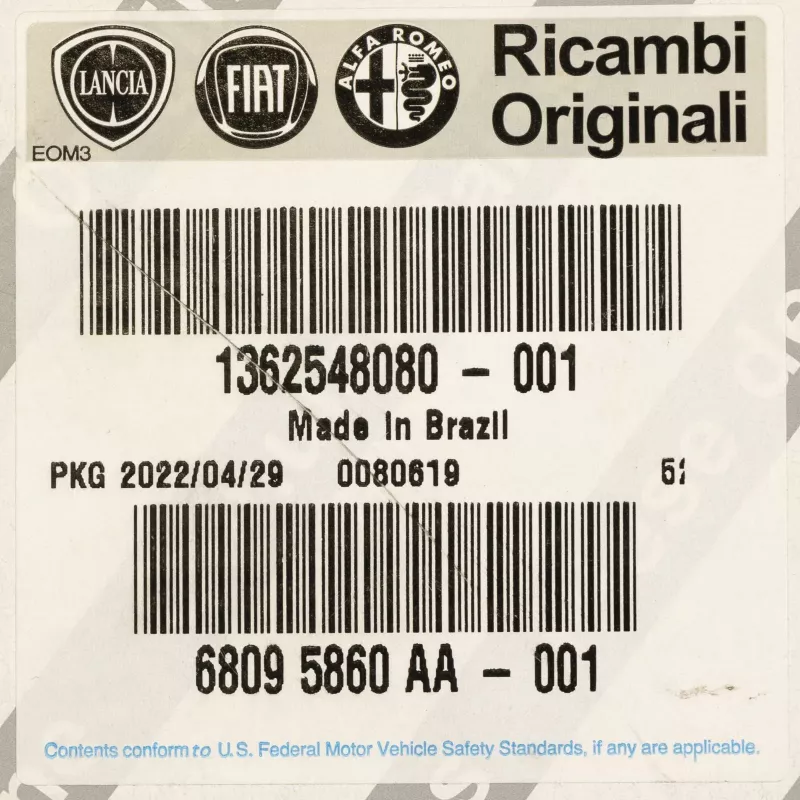 LANCIA FIAT ALFA ROMEO
Ricambi
Originali
EOM3
1362548080 - 001
Made In Brazil
PKG 2022/04/29 0080619
6809 5860 AA - 001
Contents conform to U.S. Federal Motor Vehicle Safety Standards, if any are applicable.